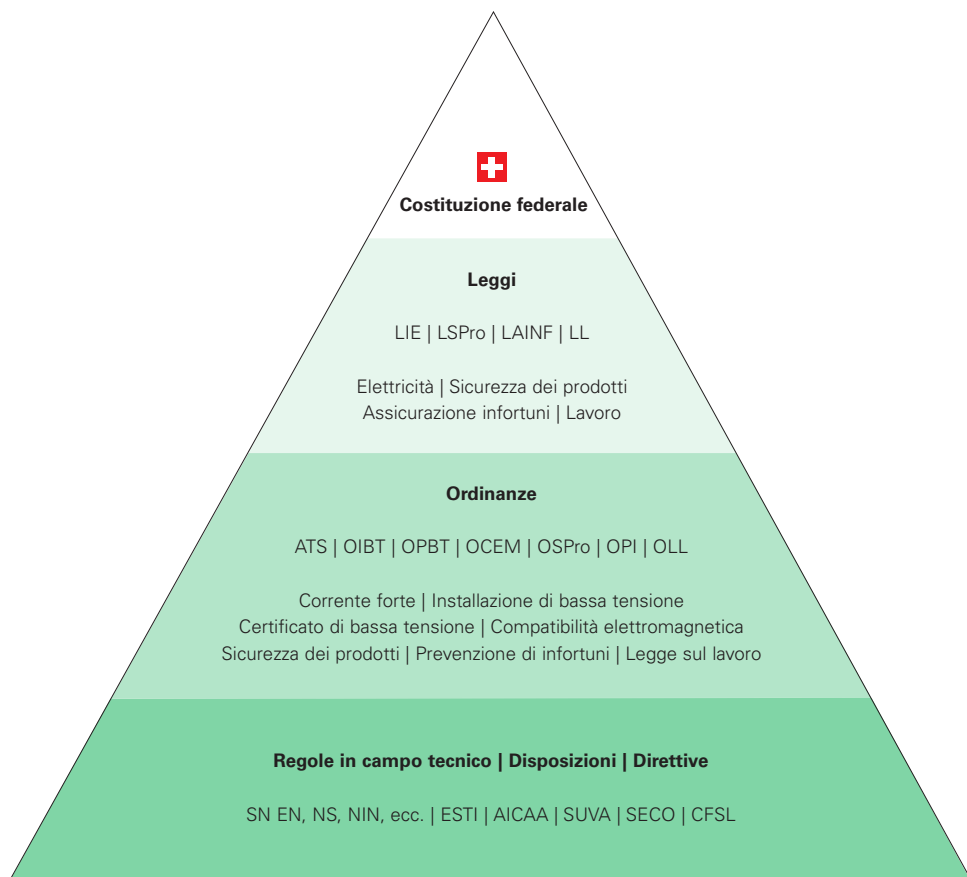 Costituzione federale
Leggi
LIE | LSPro | LAINF | LL
Elettricità | Sicurezza dei prodotti
Assicurazione infortuni | Lavoro
Ordinanze
ATS | OIBT | OPBT | OCEM | OSPro | OPI | OLL
Corrente forte | Installazione di bassa tensione
Certificato di bassa tensione | Compatibilità elettromagnetica
Sicurezza dei prodotti | Prevenzione di infortuni | Legge sul lavoro
Regole in campo tecnico | Disposizioni | Direttive
SN EN, NS, NIN, ecc. | ESTI | AICAA | SUVA | SECO | CFSL